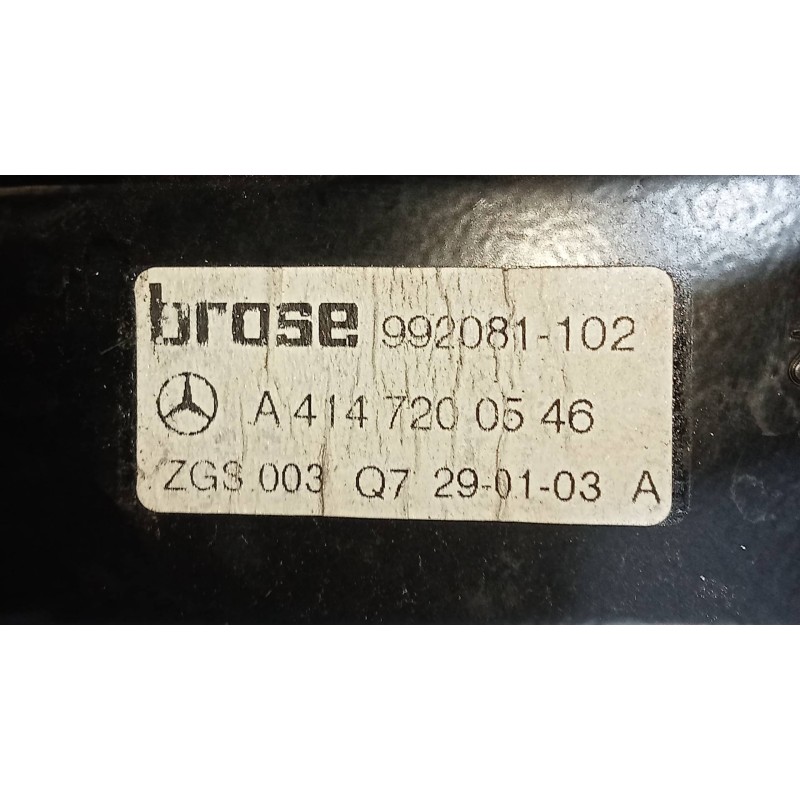 brose 992081-102
A 414 720 05 46
ZGS 003 Q7 29-01-03 A